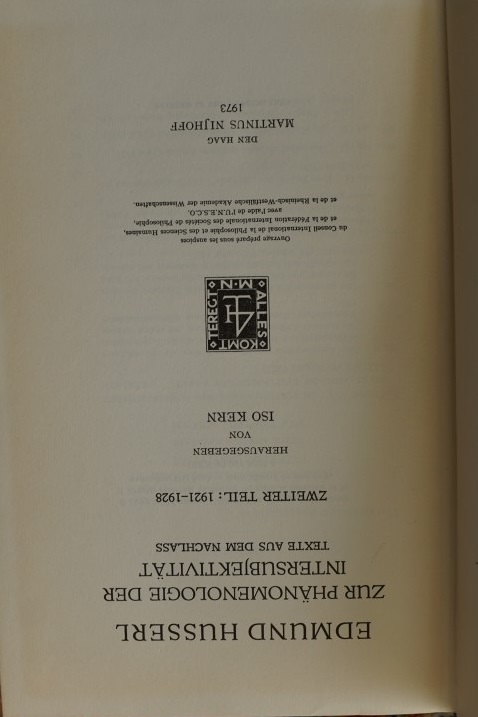 EDMUND HUSSERL
ZUR PHÄNOMENOLOGIE DER
INTERSUBJEKTIVITÄT
TEXTE AUS DEM NACHLASS
ZWEITER TEIL: 1921–1928
HERAUSGEGEBEN
VON
ISO KERN
ALLES
KOMT
TERECT
M·N
Ouvrage préparé sous les auspices
du Conseil International de la Philosophie et des Sciences Humaines,
et de la Fédération Internationale des Sociétés de Philosophie,
avec l'aide de l'U.N.E.S.C.O.
et de la Rheinisch-Westfälische Akademie der Wissenschaften.
DEN HAAG
MARTINUS NIJHOFF
1973